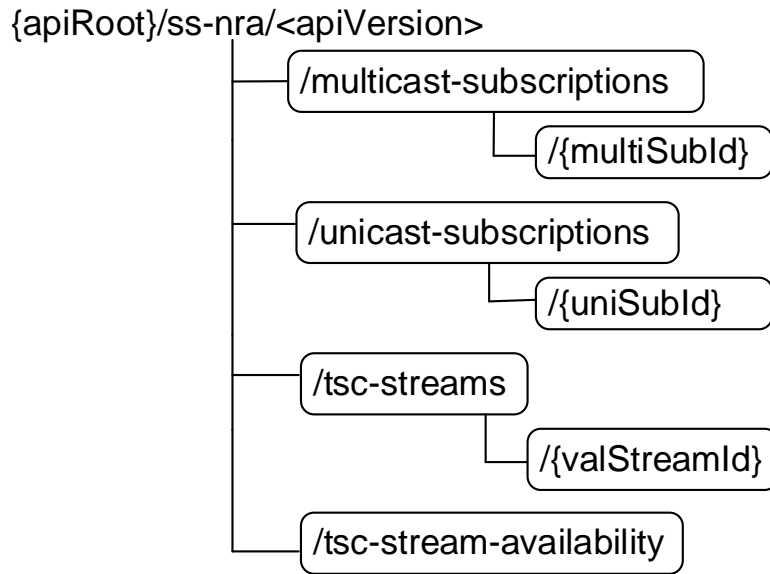 {apiRoot}/ss-nra/<apiVersion>
/multicast-subscriptions
/{multiSubId}
/unicast-subscriptions
/{uniSubId}
/tsc-streams
/{valStreamId}
/tsc-stream-availability